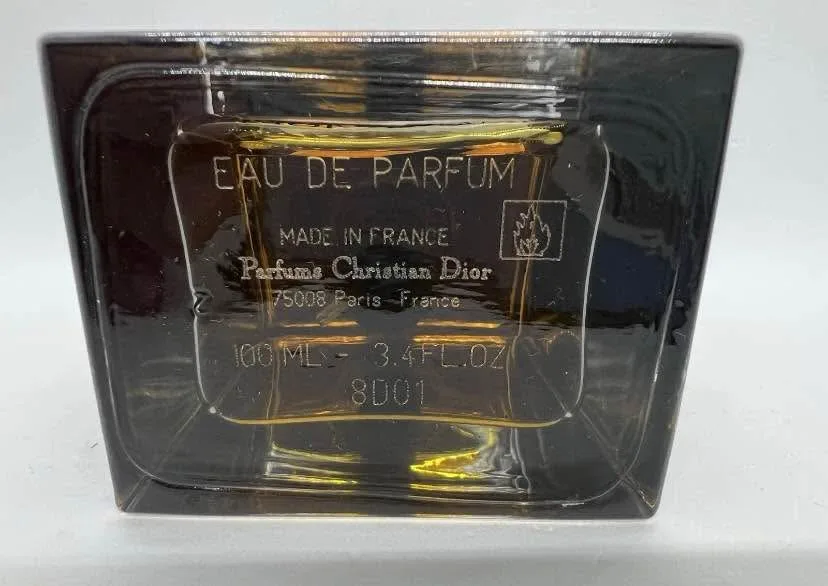 EAU DE PARFUM
MADE IN FRANCE
Parfums Christian Dior
75008 Paris France
100 ML - 3.4 FL.OZ
8D01